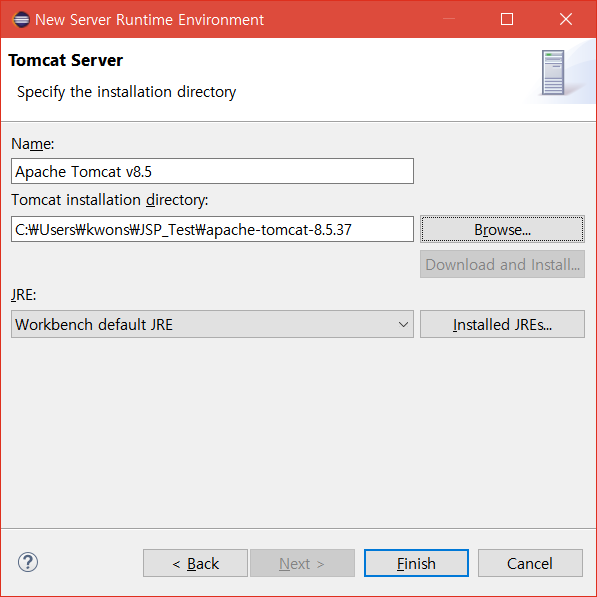 New Server Runtime Environment
Tomcat Server
Specify the installation directory
Name:
Apache Tomcat v8.5
Tomcat installation directory:
C:₩Users₩kwons₩JSP_Test₩apache-tomcat-8.5.37
Browse...
Download and Install...
JRE:
Workbench default JRE
Installed JREs...
?
< Back
Next >
Finish
Cancel